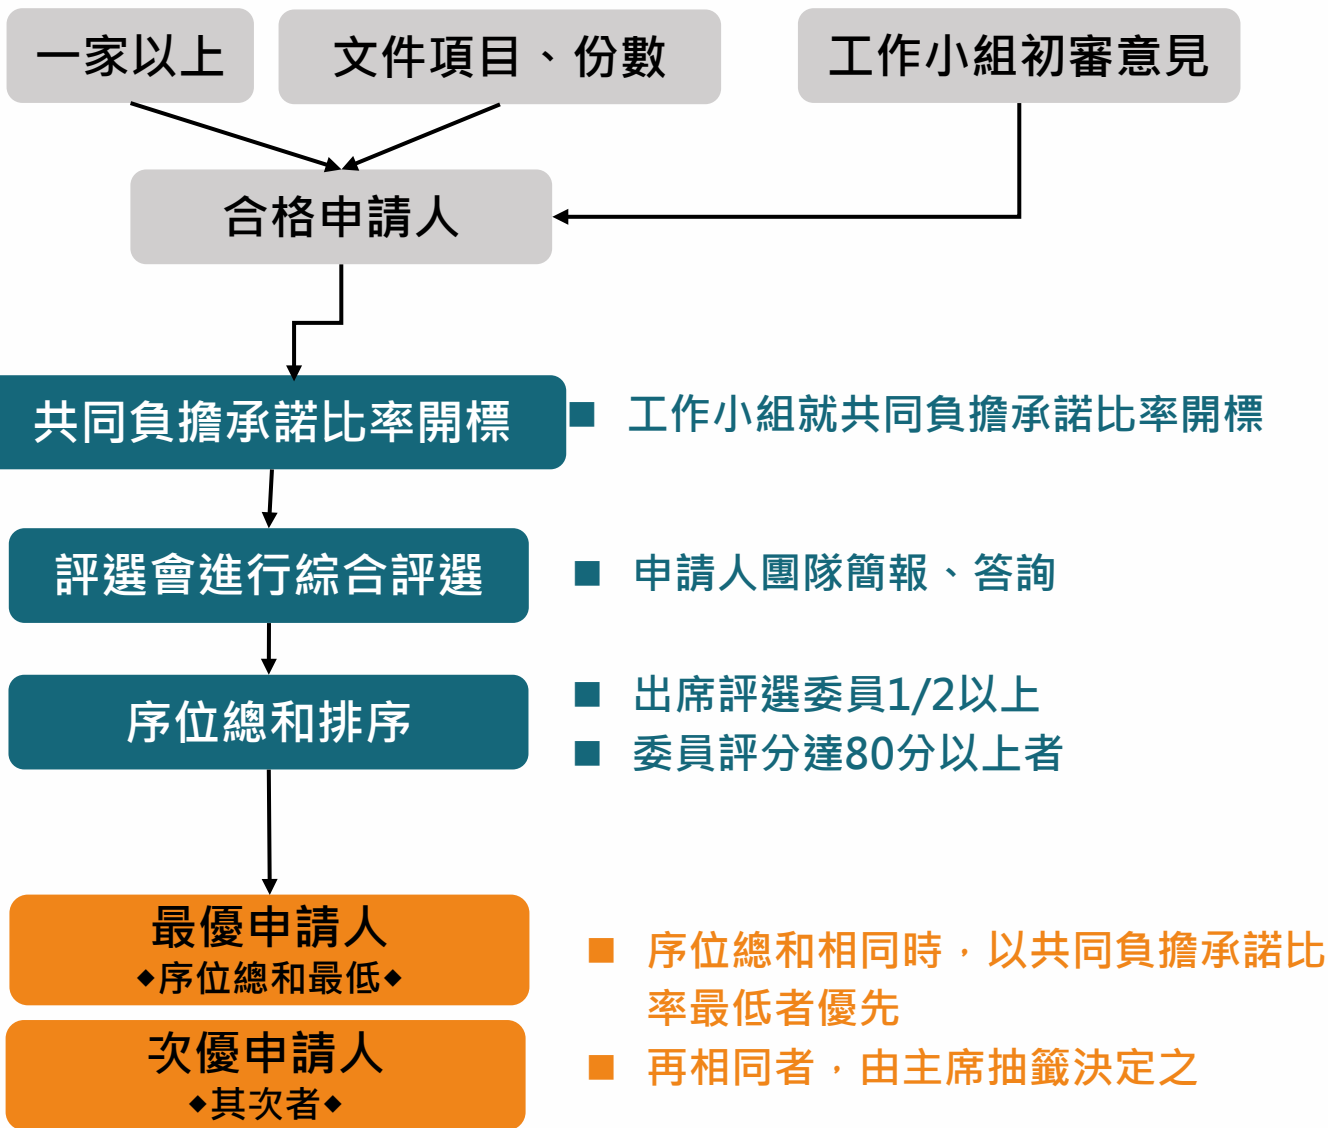 一家以上
文件項目、份數
工作小組初審意見
合格申請人
共同負擔承諾比率開標
■ 工作小組就共同負擔承諾比率開標
評選會進行綜合評選
■ 申請人團隊簡報、答詢
序位總和排序
■ 出席評選委員1/2以上
■ 委員評分達80分以上者
最優申請人
◆序位總和最低◆
次優申請人
◆其次者◆
■ 序位總和相同時，以共同負擔承諾比
率最低者優先
■ 再相同者，由主席抽籤決定之